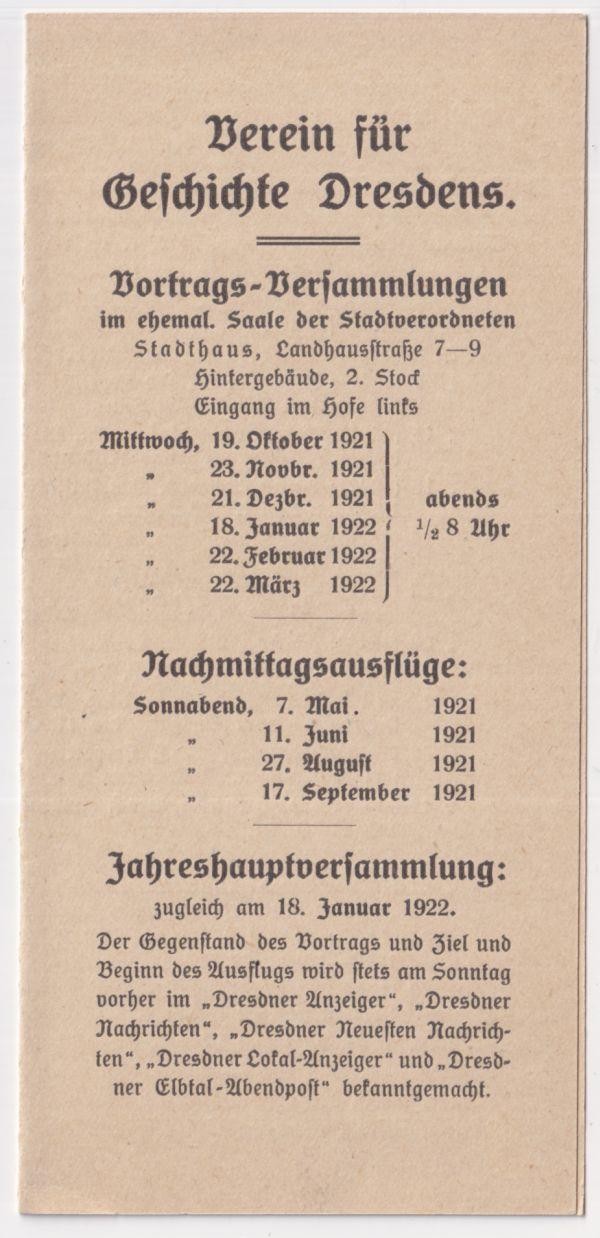 Verein für
Geschichte Dresdens.
Vortrags-Versammlungen
im ehemal. Saale der Stadtverordneten
Stadthaus, Landhausstraße 7—9
Hintergebäude, 2. Stock
Eingang im Hofe links
Mittwoch, 19. Oktober 1921
„ 23. Novbr. 1921
„ 21. Dezbr. 1921 abends
„ 18. Januar 1922 1/2 8 Uhr
„ 22. Februar 1922
„ 22. März 1922
Nachmittagsausflüge:
Sonnabend, 7. Mai. 1921
„ 11. Juni 1921
„ 27. August 1921
„ 17. September 1921
Jahreshauptversammlung:
zugleich am 18. Januar 1922.
Der Gegenstand des Vortrags und Ziel und
Beginn des Ausflugs wird stets am Sonntag
vorher im „Dresdner Anzeiger“, „Dresdner
Nachrichten“, „Dresdner Neuesten Nachrich-
ten“, „Dresdner Lokal-Anzeiger“ und „Dresd-
ner Elbtal-Abendpost“ bekanntgemacht.